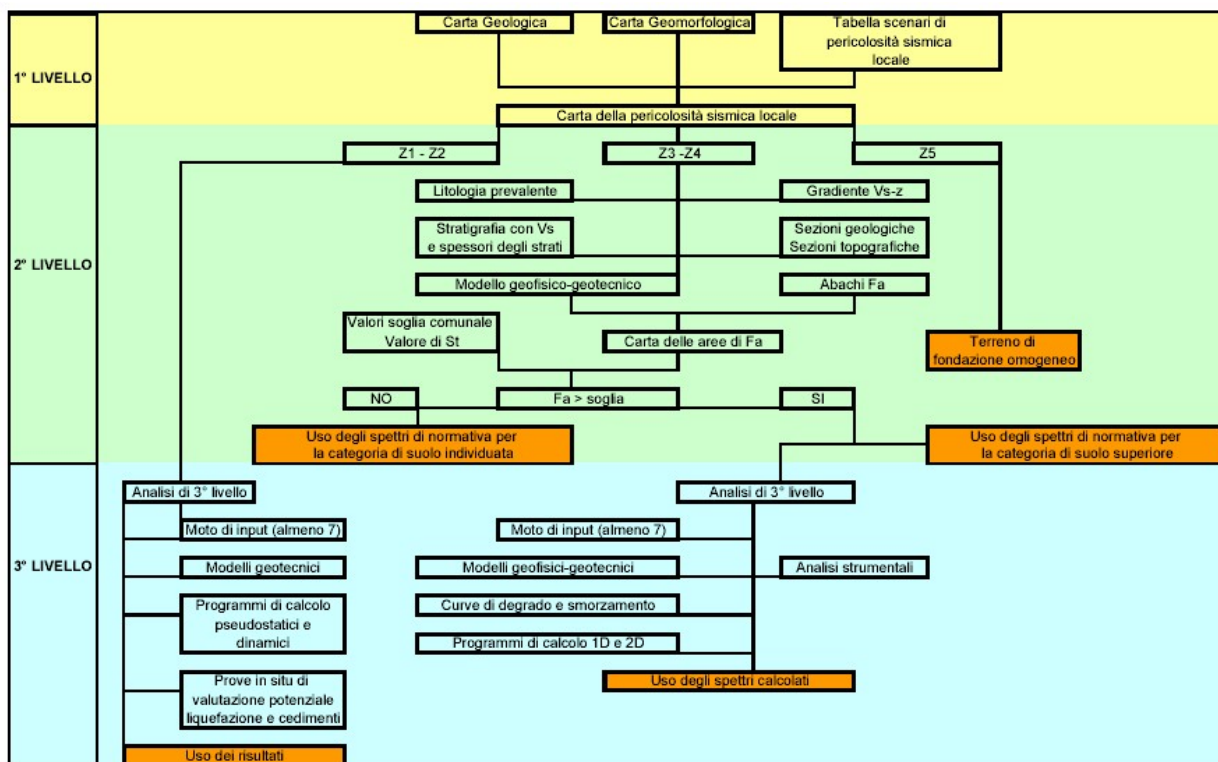 Carta Geologica
Carta Geomorfologica
Tabella scenari di
pericolosità sismica
locale
1° LIVELLO
Carta della pericolosità sismica locale
Z1 - Z2
Z3 -Z4
Z5
Litologia prevalente
Gradiente Vs-z
Stratigrafia con Vs
e spessori degli strati
Sezioni geologiche
Sezioni topografiche
2° LIVELLO
Modello geofisico-geotecnico
Abachi Fa
Valori soglia comunale
Valore di St
Carta delle aree di Fa
Terreno di
fondazione omogeneo
NO
Fa > soglia
SI
Uso degli spettri di normativa per
la categoria di suolo individuata
Uso degli spettri di normativa per
la categoria di suolo superiore
Analisi di 3° livello
Analisi di 3° livello
Moto di input (almeno 7)
Moto di input (almeno 7)
3° LIVELLO
Modelli geotecnici
Modelli geofisici-geotecnici
Analisi strumentali
Programmi di calcolo
pseudostatici e
dinamici
Curve di degrado e smorzamento
Programmi di calcolo 1D e 2D
Prove in situ di
valutazione potenziale
liquefazione e cedimenti
Uso degli spettri calcolati
Uso dei risultati